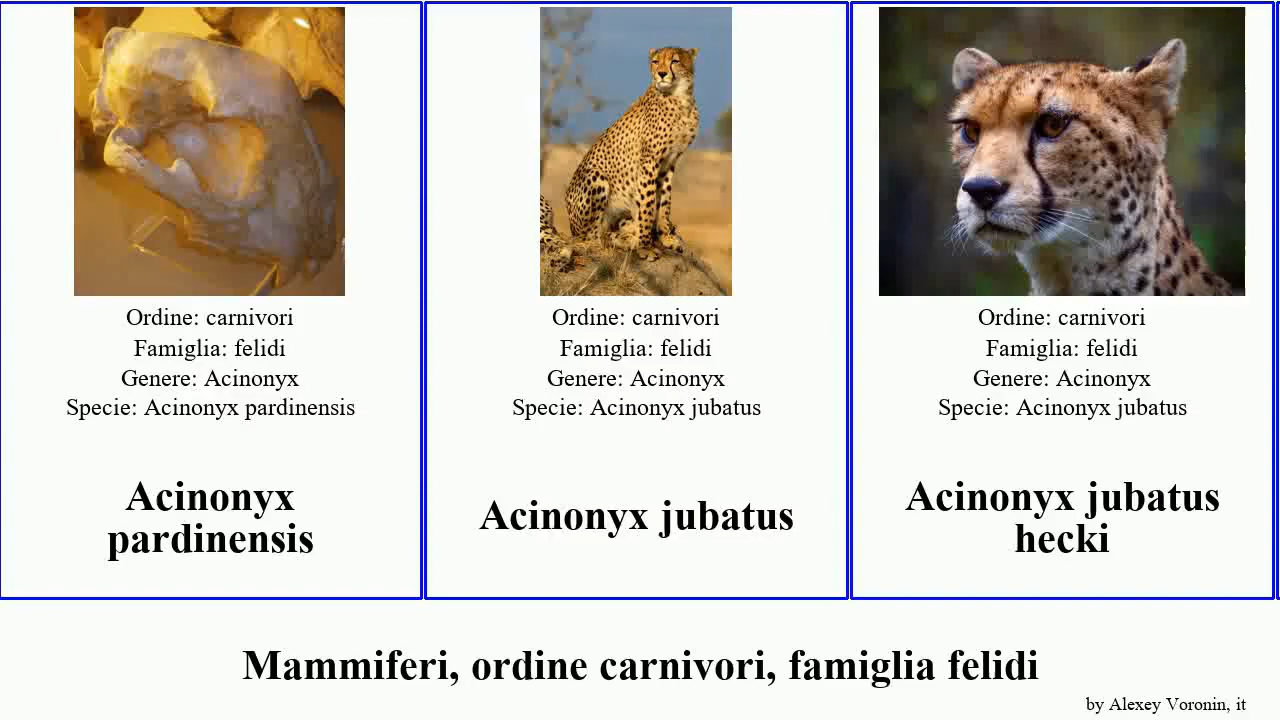 Ordine: carnivori
Famiglia: felidi
Genere: Acinonyx
Specie: Acinonyx pardinensis
Acinonyx
pardinensis
Ordine: carnivori
Famiglia: felidi
Genere: Acinonyx
Specie: Acinonyx jubatus
Acinonyx jubatus
Ordine: carnivori
Famiglia: felidi
Genere: Acinonyx
Specie: Acinonyx jubatus
Acinonyx jubatus
hecki
Mammiferi, ordine carnivori, famiglia felidi
by Alexey Voronin, it